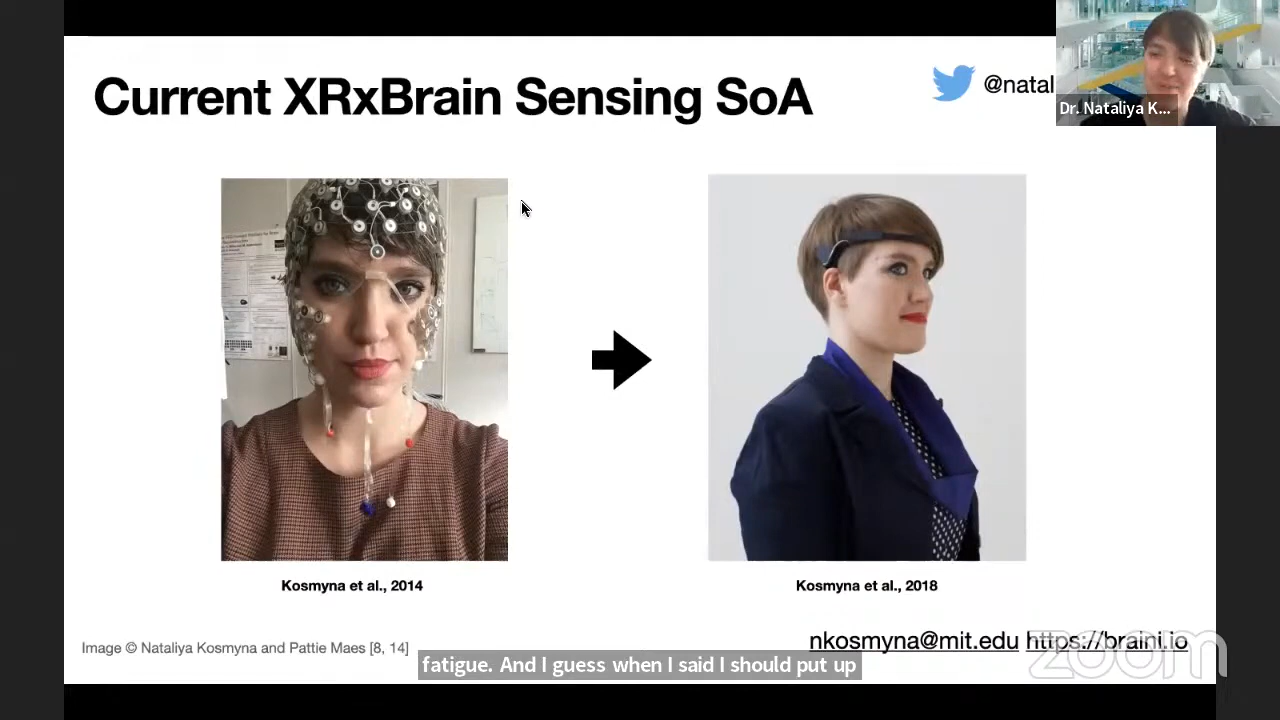 Current XRxBrain Sensing SoA
@natal
Dr. Nataliya K...
Kosmyna et al., 2014
Kosmyna et al., 2018
Image © Nataliya Kosmyna and Pattie Maes [8, 14]
nkosmyna@mit.edu https://braini.io
fatigue. And I guess when I said I should put up
zoom